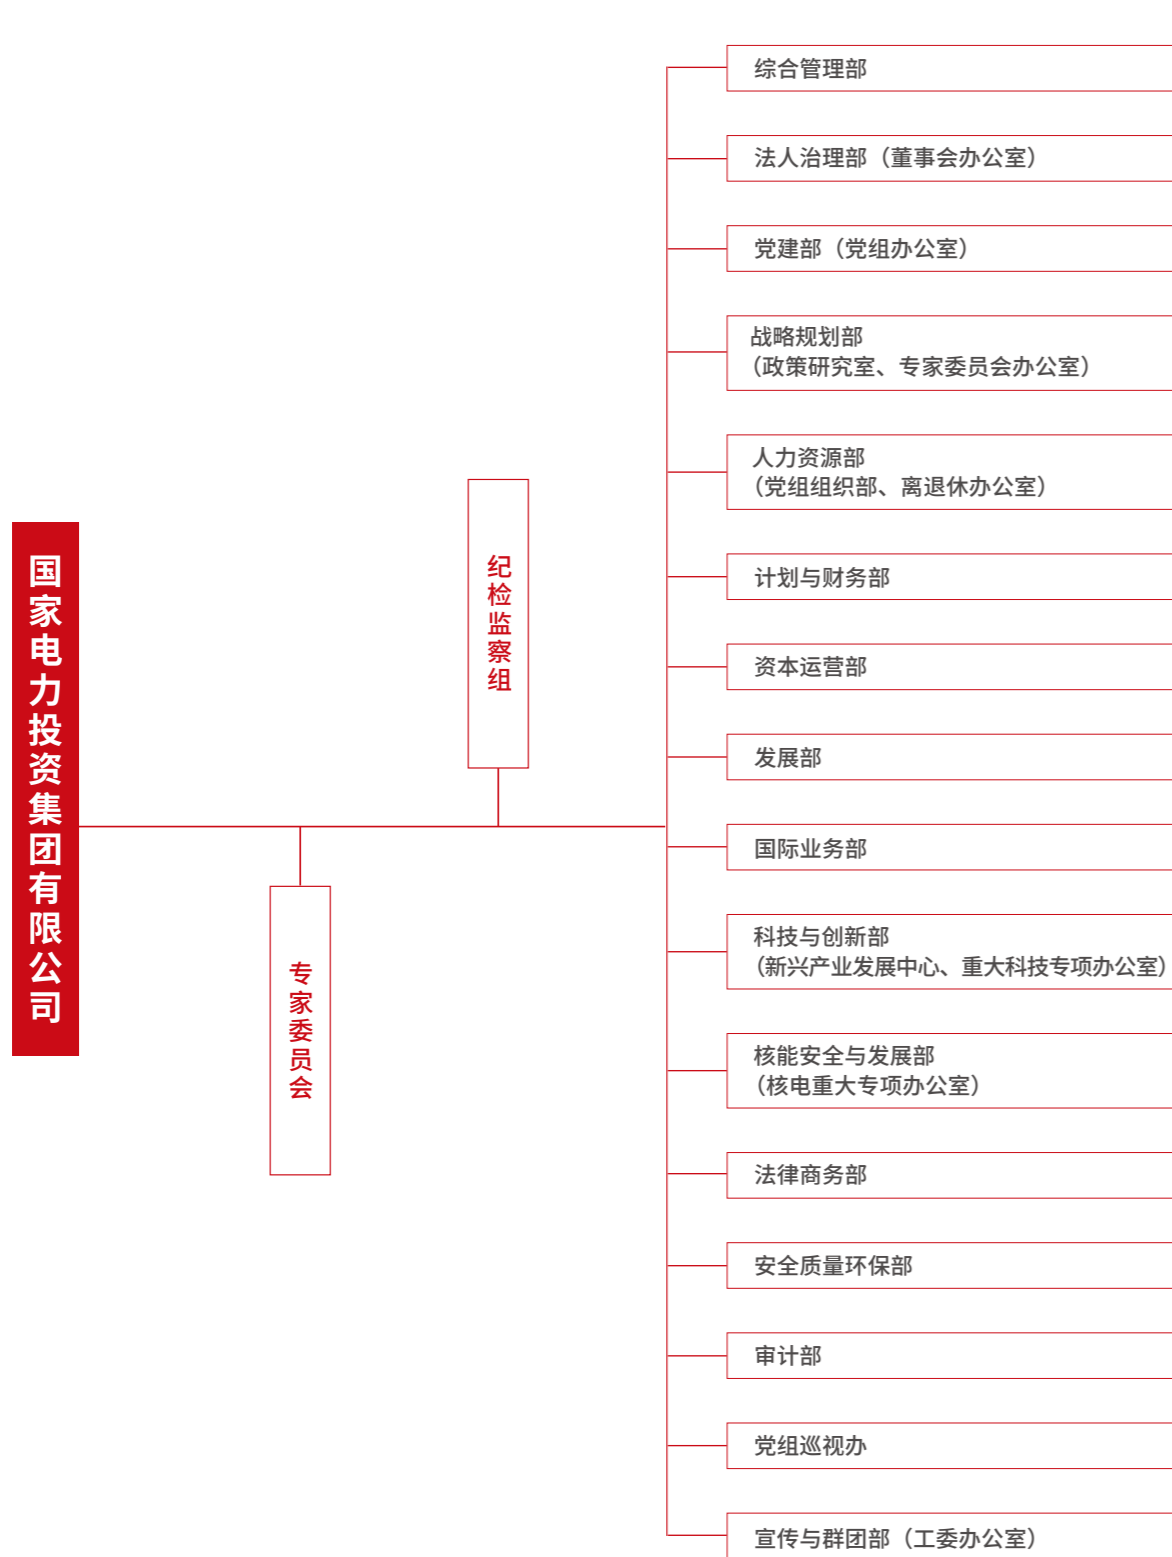 国家电力投资集团有限公司
专家委员会
纪检监察组
综合管理部
法人治理部（董事会办公室）
党建部（党组办公室）
战略规划部
（政策研究室、专家委员会办公室）
人力资源部
（党组组织部、离退休办公室）
计划与财务部
资本运营部
发展部
国际业务部
科技与创新部
（新兴产业发展中心、重大科技专项办公室）
核能安全与发展部
（核电重大专项办公室）
法律商务部
安全质量环保部
审计部
党组巡视办
宣传与群团部（工委办公室）